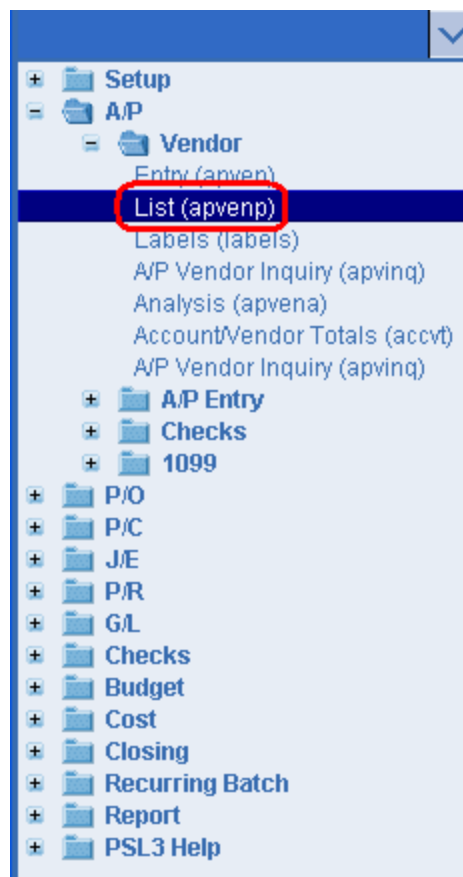 Setup
A/P
Vendor
Entry (apven)
List (apvenp)
Labels (labels)
A/P Vendor Inquiry (apvinq)
Analysis (apvena)
Account/Vendor Totals (accvt)
A/P Vendor Inquiry (apvinq)
A/P Entry
Checks
1099
P/O
P/C
J/E
P/R
G/L
Checks
Budget
Cost
Closing
Recurring Batch
Report
PSL3 Help